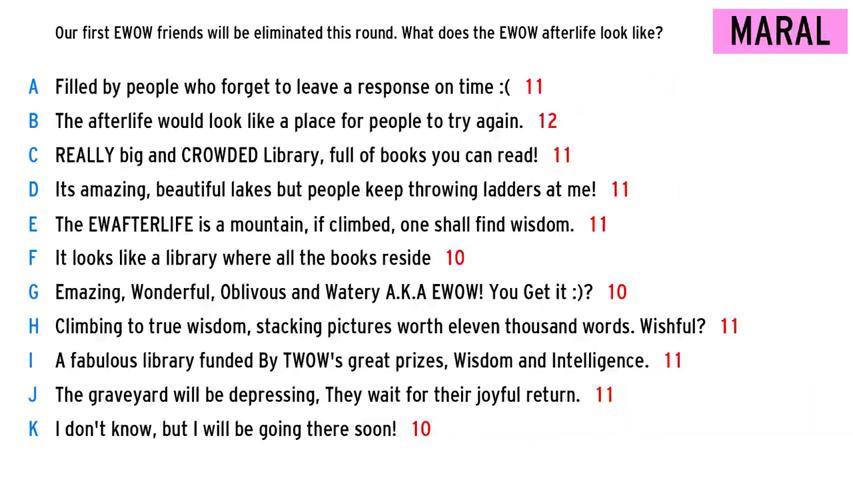 Our first EWOW friends will be eliminated this round. What does the EWOW afterlife look like?
MARAL
A Filled by people who forget to leave a response on time :( 11
B The afterlife would look like a place for people to try again. 12
C REALLY big and CROWDED Library, full of books you can read! 11
D Its amazing, beautiful lakes but people keep throwing ladders at me! 11
E The EWAFTERLIFE is a mountain, if climbed, one shall find wisdom. 11
F It looks like a library where all the books reside 10
G Emazing, Wonderful, Oblivous and Watery A.K.A EWOW! You Get it :)? 10
H Climbing to true wisdom, stacking pictures worth eleven thousand words. Wishful? 11
I A fabulous library funded By TWOW's great prizes, Wisdom and Intelligence. 11
J The graveyard will be depressing, They wait for their joyful return. 11
K I don't know, but I will be going there soon! 10